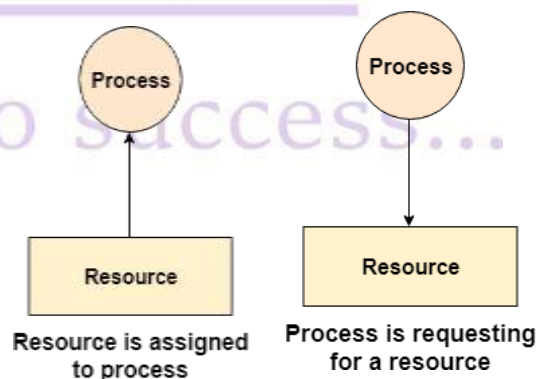 Process
Resource
Resource is assigned
to process
Process
Resource
Process is requesting
for a resource
o success...